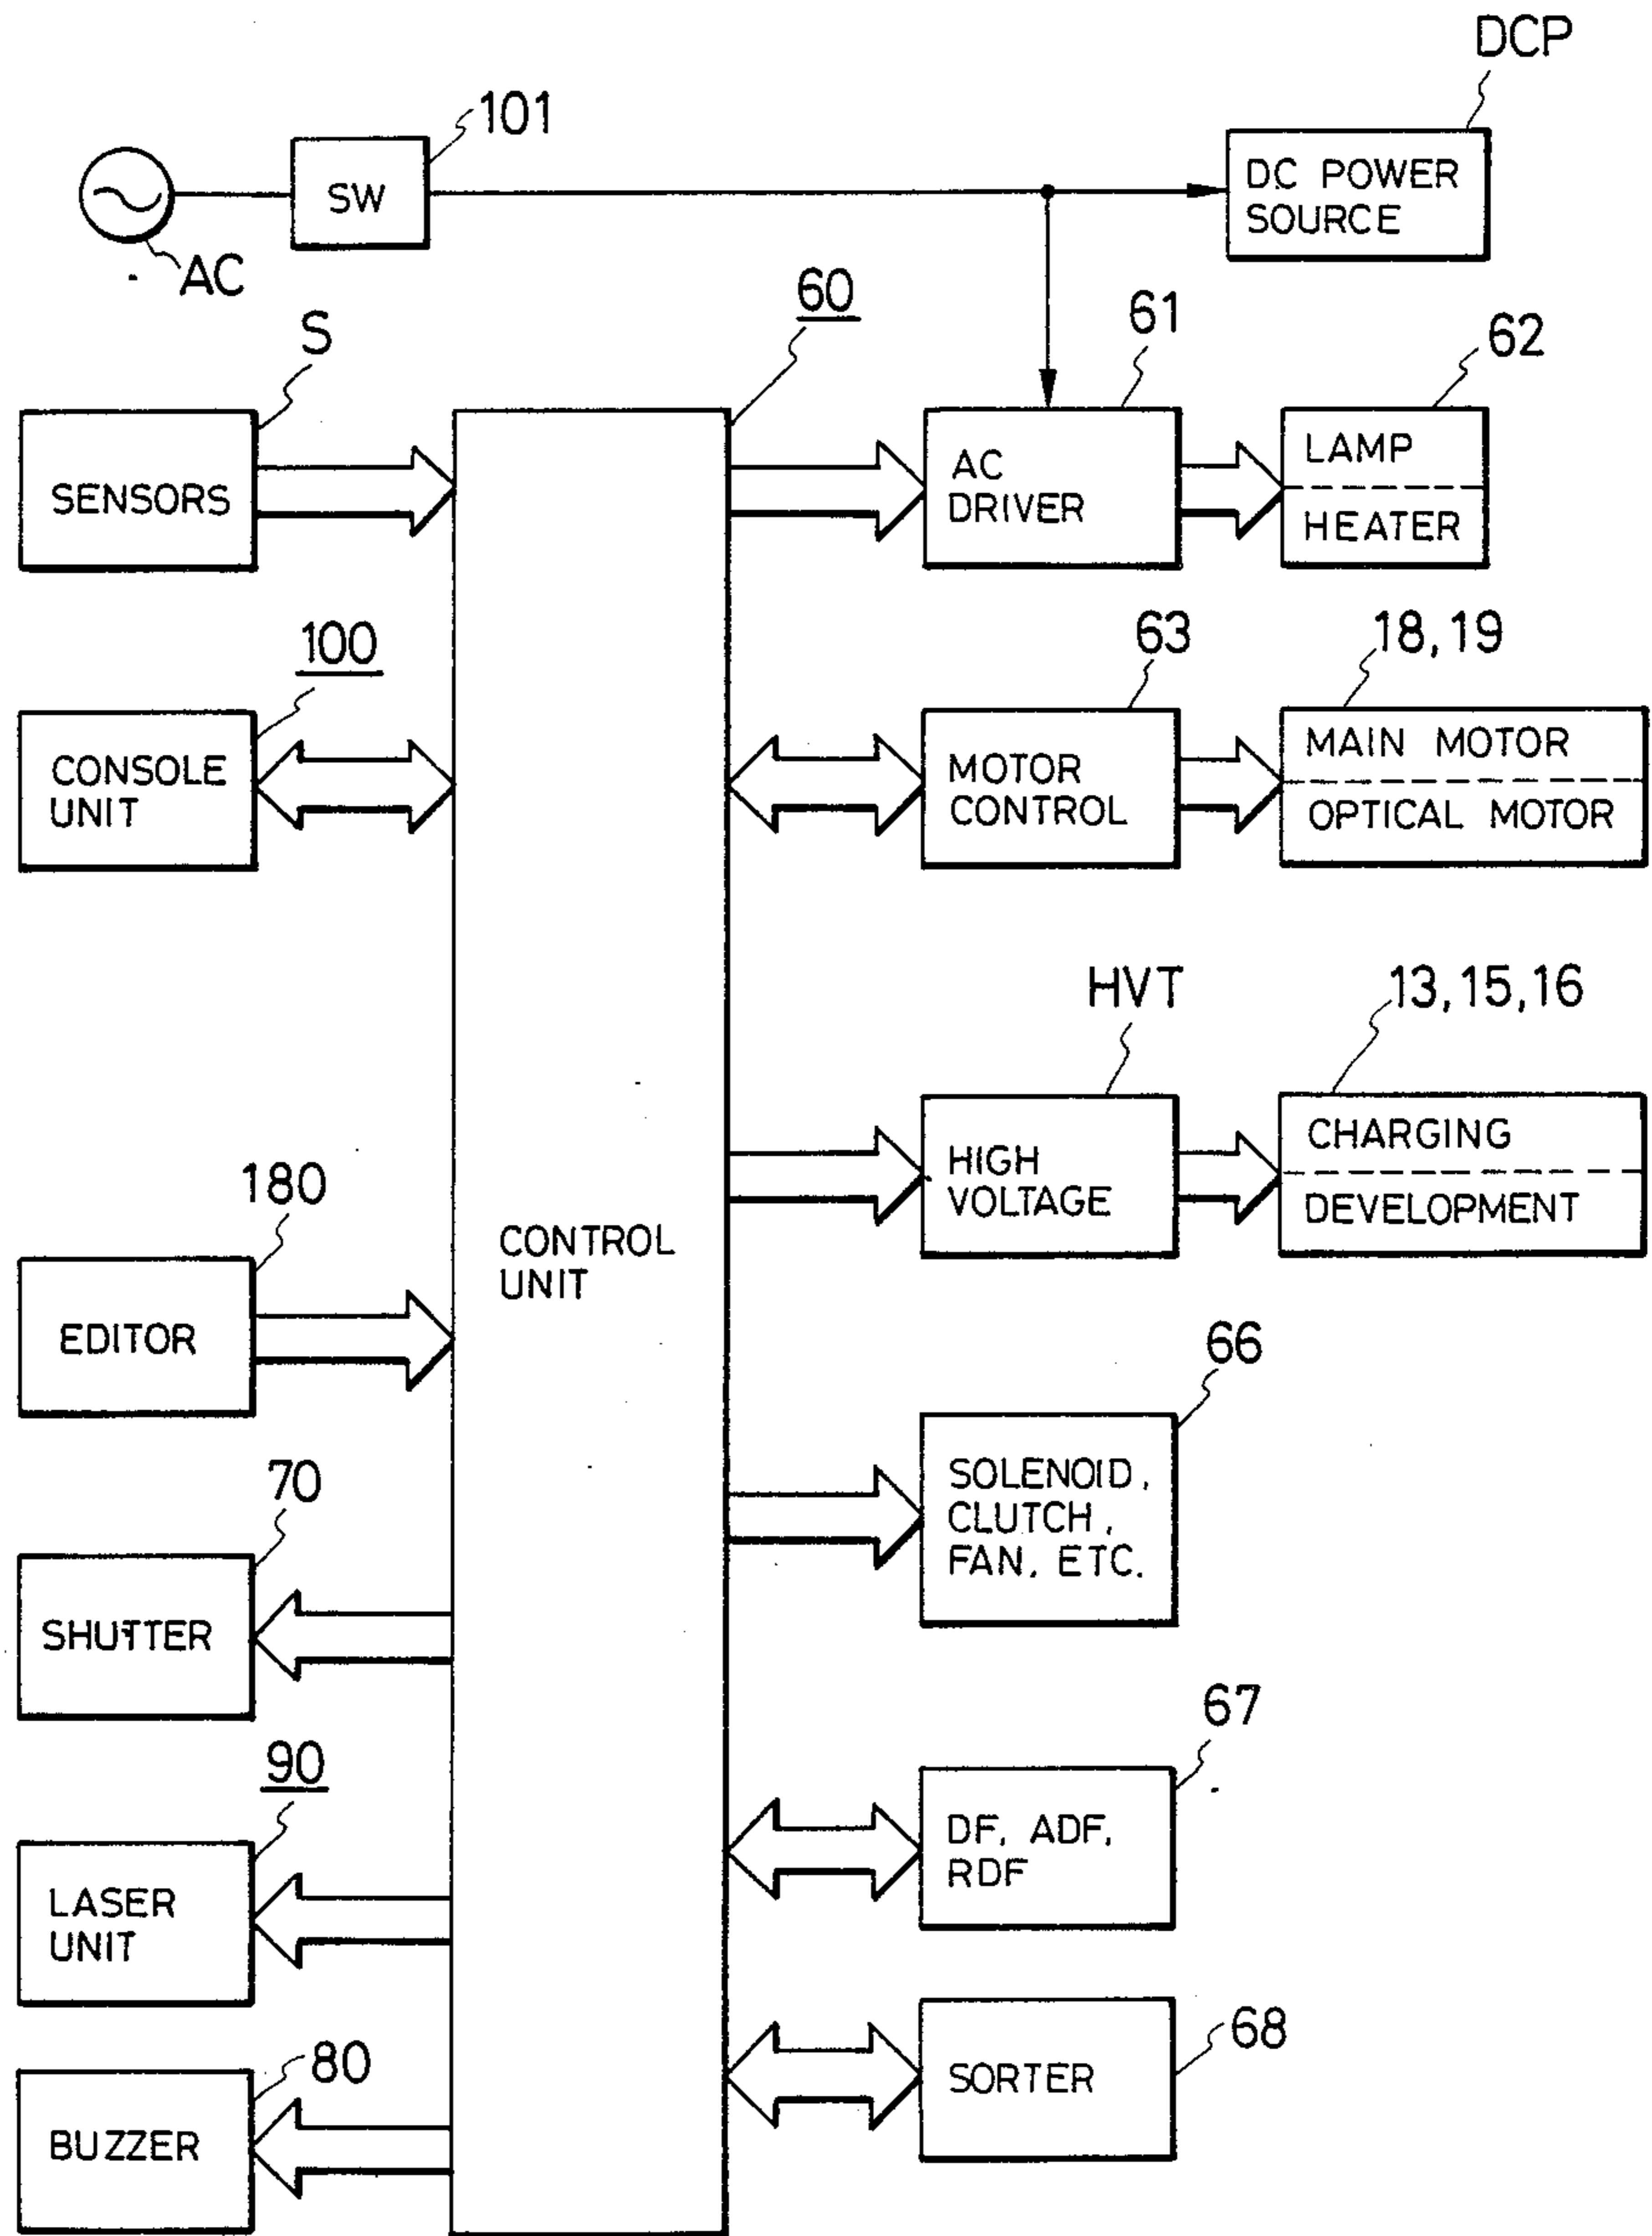 DCP
101
SW
D.C POWER
SOURCE
AC
S
60
61
62
SENSORS
AC
DRIVER
LAMP
HEATER
100
63
18, 19
CONSOLE
UNIT
MOTOR
CONTROL
MAIN MOTOR
OPTICAL MOTOR
HVT
13, 15, 16
HIGH
VOLTAGE
CHARGING
DEVELOPMENT
180
CONTROL
UNIT
EDITOR
66
SOLENOID,
CLUTCH,
FAN, ETC.
70
SHUTTER
67
90
DF, ADF,
RDF
LASER
UNIT
68
SORTER
80
BUZZER